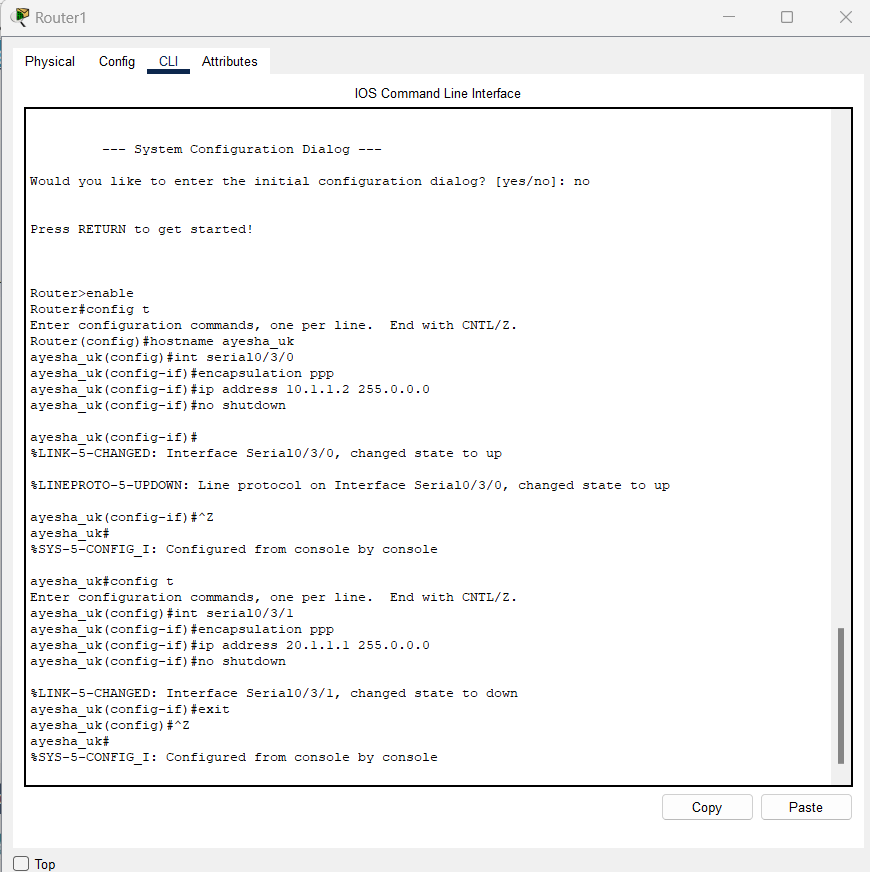 Router1
Physical Config CLI Attributes
IOS Command Line Interface
--- System Configuration Dialog ---
Would you like to enter the initial configuration dialog? [yes/no]: no
Press RETURN to get started!
Router>enable
Router#config t
Enter configuration commands, one per line.  End with CNTL/Z.
Router(config)#hostname ayesha_uk
ayesha_uk(config)#int serial0/3/0
ayesha_uk(config-if)#encapsulation ppp
ayesha_uk(config-if)#ip address 10.1.1.2 255.0.0.0
ayesha_uk(config-if)#no shutdown
ayesha_uk(config-if)#
%LINK-5-CHANGED: Interface Serial0/3/0, changed state to up
%LINEPROTO-5-UPDOWN: Line protocol on Interface Serial0/3/0, changed state to up
ayesha_uk(config-if)#^Z
ayesha_uk#
%SYS-5-CONFIG_I: Configured from console by console
ayesha_uk#config t
Enter configuration commands, one per line.  End with CNTL/Z.
ayesha_uk(config)#int serial0/3/1
ayesha_uk(config-if)#encapsulation ppp
ayesha_uk(config-if)#ip address 20.1.1.1 255.0.0.0
ayesha_uk(config-if)#no shutdown
%LINK-5-CHANGED: Interface Serial0/3/1, changed state to down
ayesha_uk(config-if)#exit
ayesha_uk(config)#^Z
ayesha_uk#
%SYS-5-CONFIG_I: Configured from console by console
Copy Paste
Top